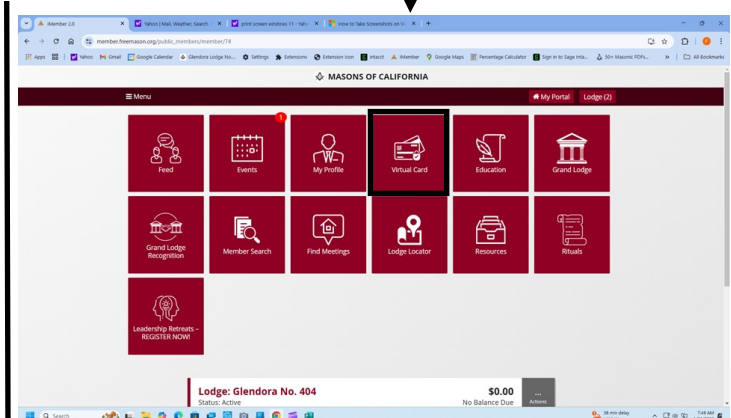 iMember 2.0
Yahoo | Mail, Weather, Search,
print screen windows 11 - Yah
How to Take Screenshots on W
member.freemason.org/public_members/member/74
Apps
Yahoo
Gmail
Google Calendar
Glendora Lodge No...
Settings
Extensions
Extension icon
intacct
iMember
Google Maps
Percentage Calculator
Sign in to Sage Inta...
50+ Masonic PDFs...
All Bookmarks
MASONS OF CALIFORNIA
Menu
My Portal
Lodge (2)
1
Feed
Events
My Profile
Virtual Card
Education
Grand Lodge
Grand Lodge
Recognition
Member Search
Find Meetings
Lodge Locator
Resources
Rituals
Leadership Retreats –
REGISTER NOW!
Lodge: Glendora No. 404
Status: Active
$0.00
No Balance Due
...
Actions
Search
38 min delay
7:48 AM